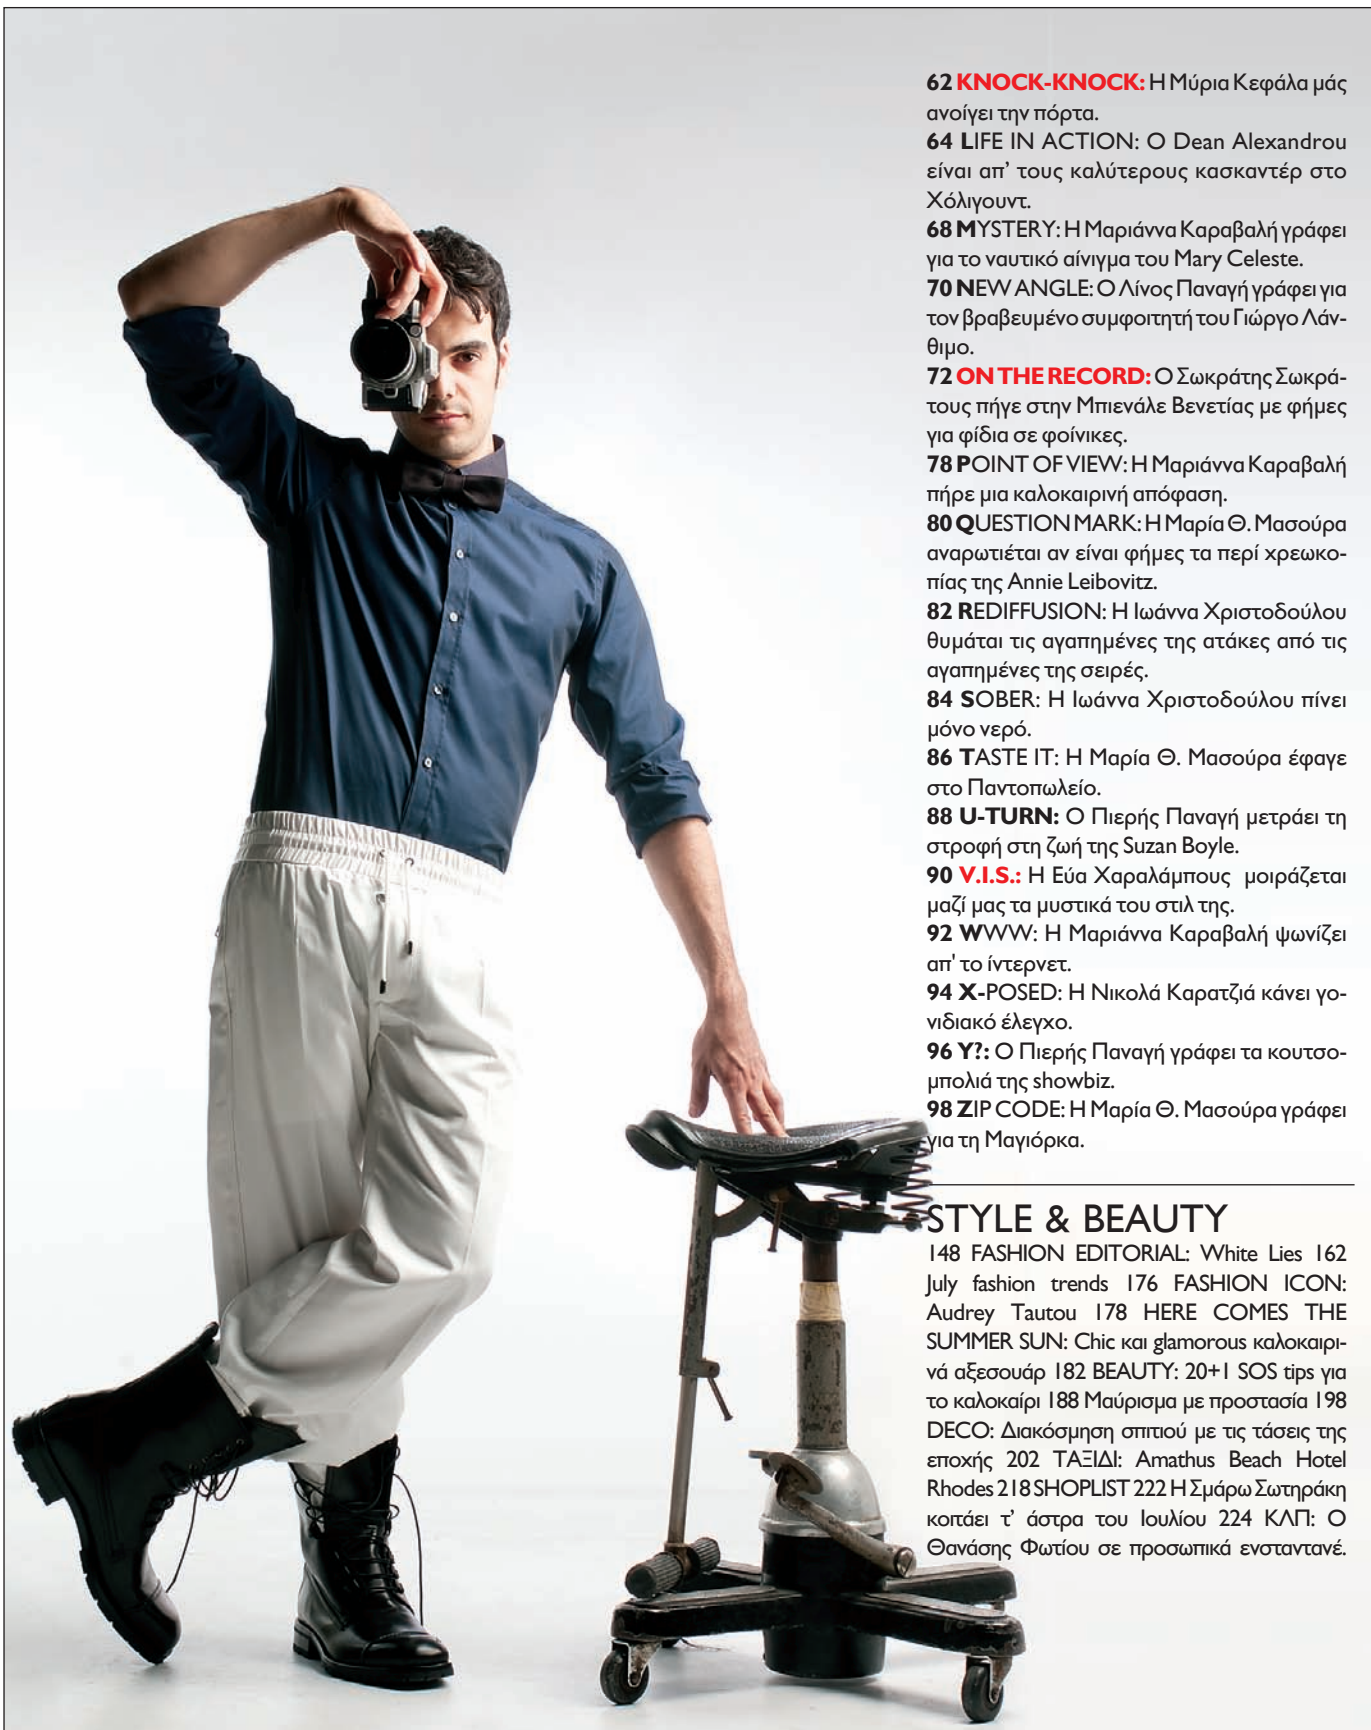 62 KNOCK-KNOCK: Η Μύρια Κεφάλα μάς
ανοίγει την πόρτα.
64 LIFE IN ACTION: Ο Dean Alexandrou
είναι απ' τους καλύτερους κασκαντέρ στο
Χόλιγουντ.
68 MYSTERY: Η Μαριάννα Καραβαλή γράφει
για το ναυτικό αίνιγμα του Mary Celeste.
70 NEW ANGLE: Ο Λίνος Παναγή γράφει για
τον βραβευμένο συμφοιτητή του Γιώργο Λάν-
θιμο.
72 ON THE RECORD: Ο Σωκράτης Σωκρά-
τους πήγε στην Μπιενάλε Βενετίας με φήμες
για φίδια σε φοίνικες.
78 POINT OF VIEW: Η Μαριάννα Καραβαλή
πήρε μια καλοκαιρινή απόφαση.
80 QUESTION MARK: Η Μαρία Θ. Μασούρα
αναρωτιέται αν είναι φήμες τα περί χρεωκο-
πίας της Annie Leibovitz.
82 REDIFFUSION: Η Ιωάννα Χριστοδούλου
θυμάται τις αγαπημένες της ατάκες από τις
αγαπημένες της σειρές.
84 SOBER: Η Ιωάννα Χριστοδούλου πίνει
μόνο νερό.
86 TASTE IT: Η Μαρία Θ. Μασούρα έφαγε
στο Παντοπωλείο.
88 U-TURN: Ο Πιερής Παναγή μετράει τη
στροφή στη ζωή της Suzan Boyle.
90 V.I.S.: Η Εύα Χαραλάμπους μοιράζεται
μαζί μας τα μυστικά του στιλ της.
92 WWW: Η Μαριάννα Καραβαλή ψωνίζει
απ' το ίντερνετ.
94 X-POSED: Η Νικολά Καρατζιά κάνει γο-
νιδιακό έλεγχο.
96 Y?: Ο Πιερής Παναγή γράφει τα κουτσο-
μπολιά της showbiz.
98 ZIP CODE: Η Μαρία Θ. Μασούρα γράφει
για τη Μαγιόρκα.
STYLE & BEAUTY
148 FASHION EDITORIAL: White Lies 162
July fashion trends 176 FASHION ICON:
Audrey Tautou 178 HERE COMES THE
SUMMER SUN: Chic και glamorous καλοκαιρι-
νά αξεσουάρ 182 BEAUTY: 20+1 SOS tips για
το καλοκαίρι 188 Μαύρισμα με προστασία 198
DECO: Διακόσμηση σπιτιού με τις τάσεις της
εποχής 202 ΤΑΞΙΔΙ: Amathus Beach Hotel
Rhodes 218 SHOPLIST 222 Η Σμάρω Σωτηράκη
κοιτάει τ' άστρα του Ιουλίου 224 ΚΛΠ: Ο
Θανάσης Φωτίου σε προσωπικά ενσταντανέ.